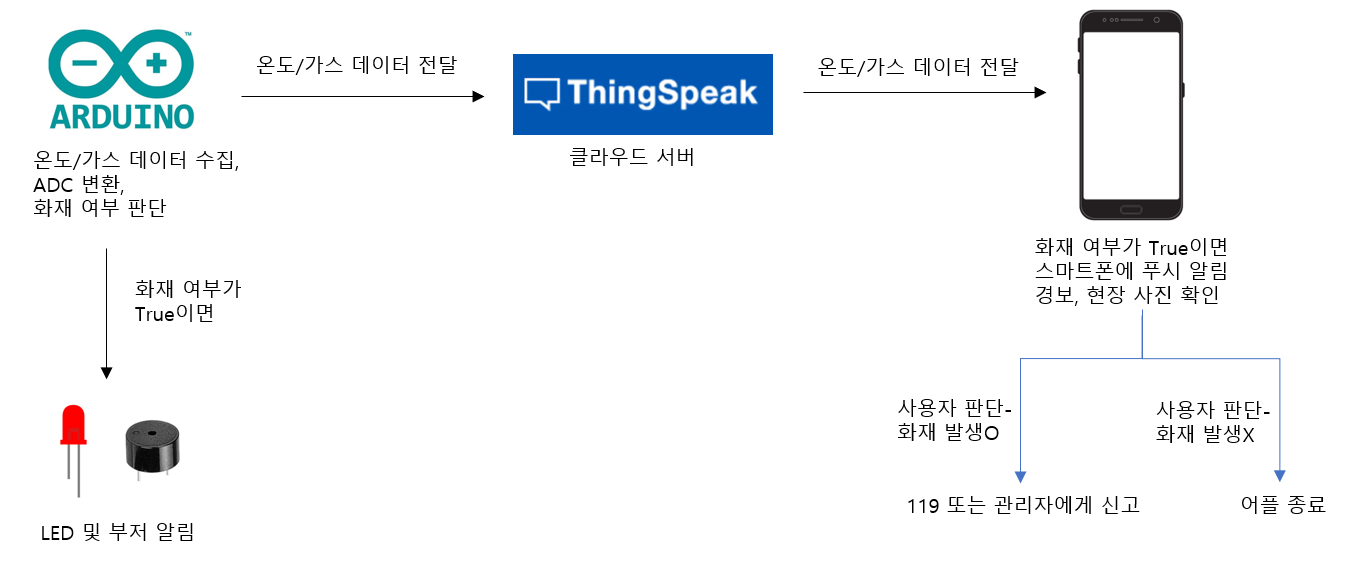 ARDUINO
TM
온도/가스 데이터 수집,
ADC 변환,
화재 여부 판단
온도/가스 데이터 전달
ThingSpeak
클라우드 서버
온도/가스 데이터 전달
화재 여부가 True이면
스마트폰에 푸시 알림
경보, 현장 사진 확인
화재 여부가
True이면
LED 및 부저 알림
사용자 판단-
화재 발생O
사용자 판단-
화재 발생X
119 또는 관리자에게 신고
어플 종료